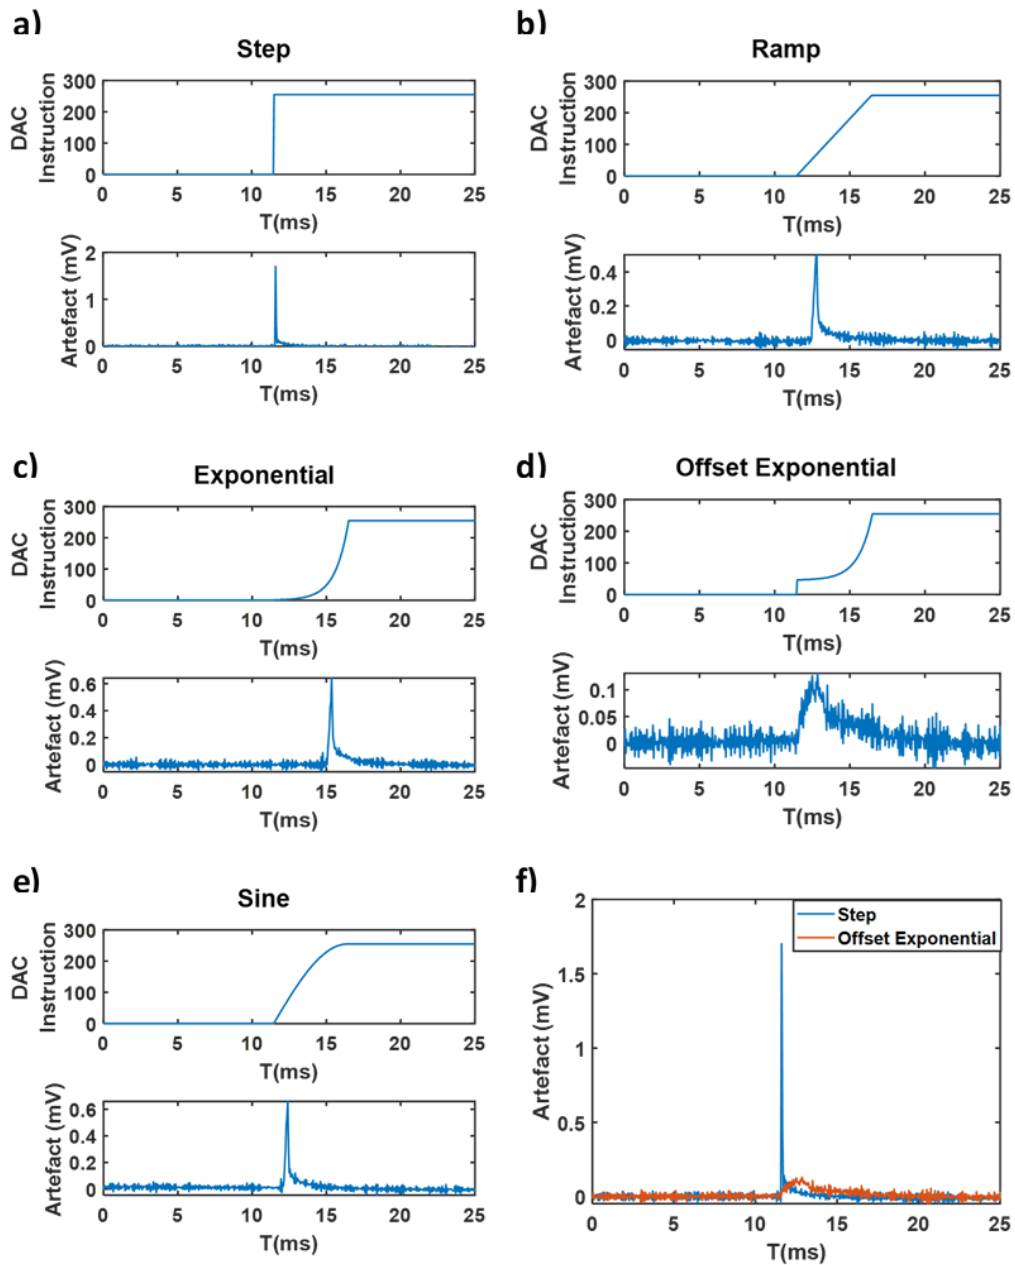 a)
Step
DAC
Instruction
300
200
100
0
0 5 10 15 20 25
T(ms)
Artefact (mV)
2
1
0
0 5 10 15 20 25
T(ms)
b)
Ramp
DAC
Instruction
300
200
100
0
0 5 10 15 20 25
T(ms)
Artefact (mV)
0.4
0.2
0
0 5 10 15 20 25
T(ms)
c)
Exponential
DAC
Instruction
300
200
100
0
0 5 10 15 20 25
T(ms)
Artefact (mV)
0.6
0.4
0.2
0
0 5 10 15 20 25
T(ms)
d)
Offset Exponential
DAC
Instruction
300
200
100
0
0 5 10 15 20 25
T(ms)
Artefact (mV)
0.1
0.05
0
0 5 10 15 20 25
T(ms)
e)
Sine
DAC
Instruction
300
200
100
0
0 5 10 15 20 25
T(ms)
Artefact (mV)
0.6
0.4
0.2
0
0 5 10 15 20 25
T(ms)
f)
Step
Offset Exponential
Artefact (mV)
2
1.5
1
0.5
0
0 5 10 15 20 25
T(ms)